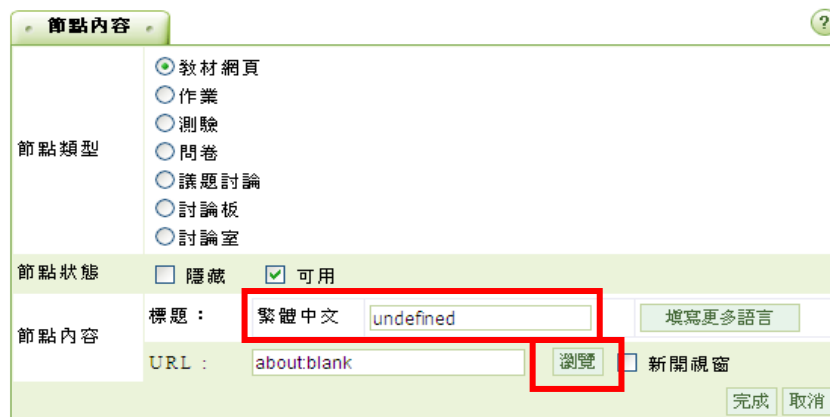 節點內容
?
教材網頁
作業
測驗
節點類型
問卷
議題討論
討論板
討論室
節點狀態 隱藏 可用
節點內容
標題： 繁體中文 undefined 填寫更多語言
URL : about:blank 瀏覽 新開視窗
完成 取消